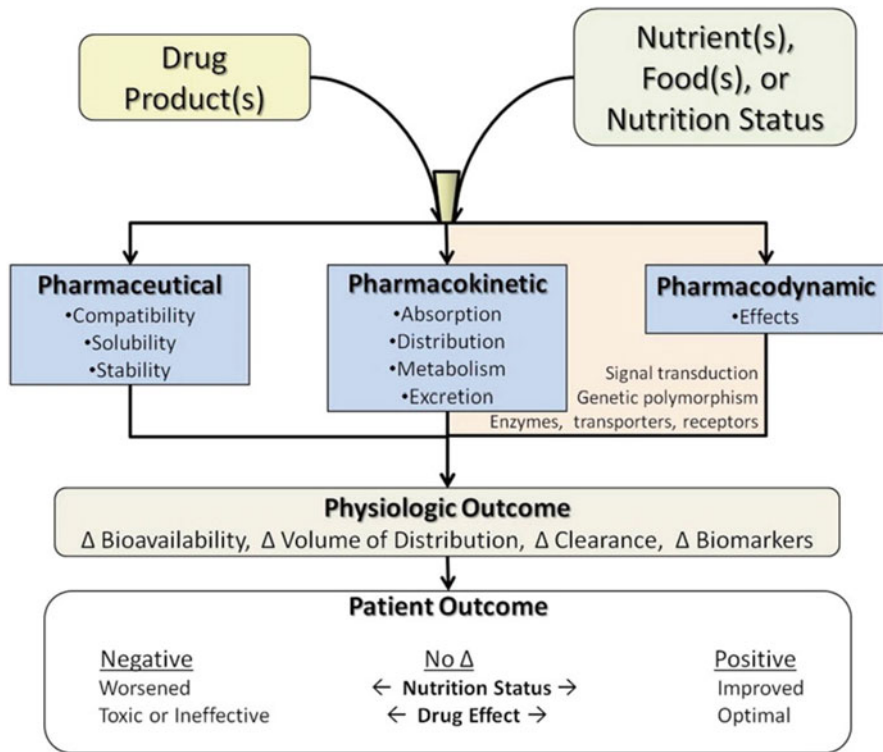 Drug
Product(s)
Nutrient(s),
Food(s), or
Nutrition Status
Pharmaceutical
•Compatibility
•Solubility
•Stability
Pharmacokinetic
•Absorption
•Distribution
•Metabolism
•Excretion
Pharmacodynamic
•Effects
Signal transduction
Genetic polymorphism
Enzymes, transporters, receptors
Physiologic Outcome
Δ Bioavailability, Δ Volume of Distribution, Δ Clearance, Δ Biomarkers
Patient Outcome
Negative No Δ Positive
Worsened ← Nutrition Status → Improved
Toxic or Ineffective ← Drug Effect → Optimal